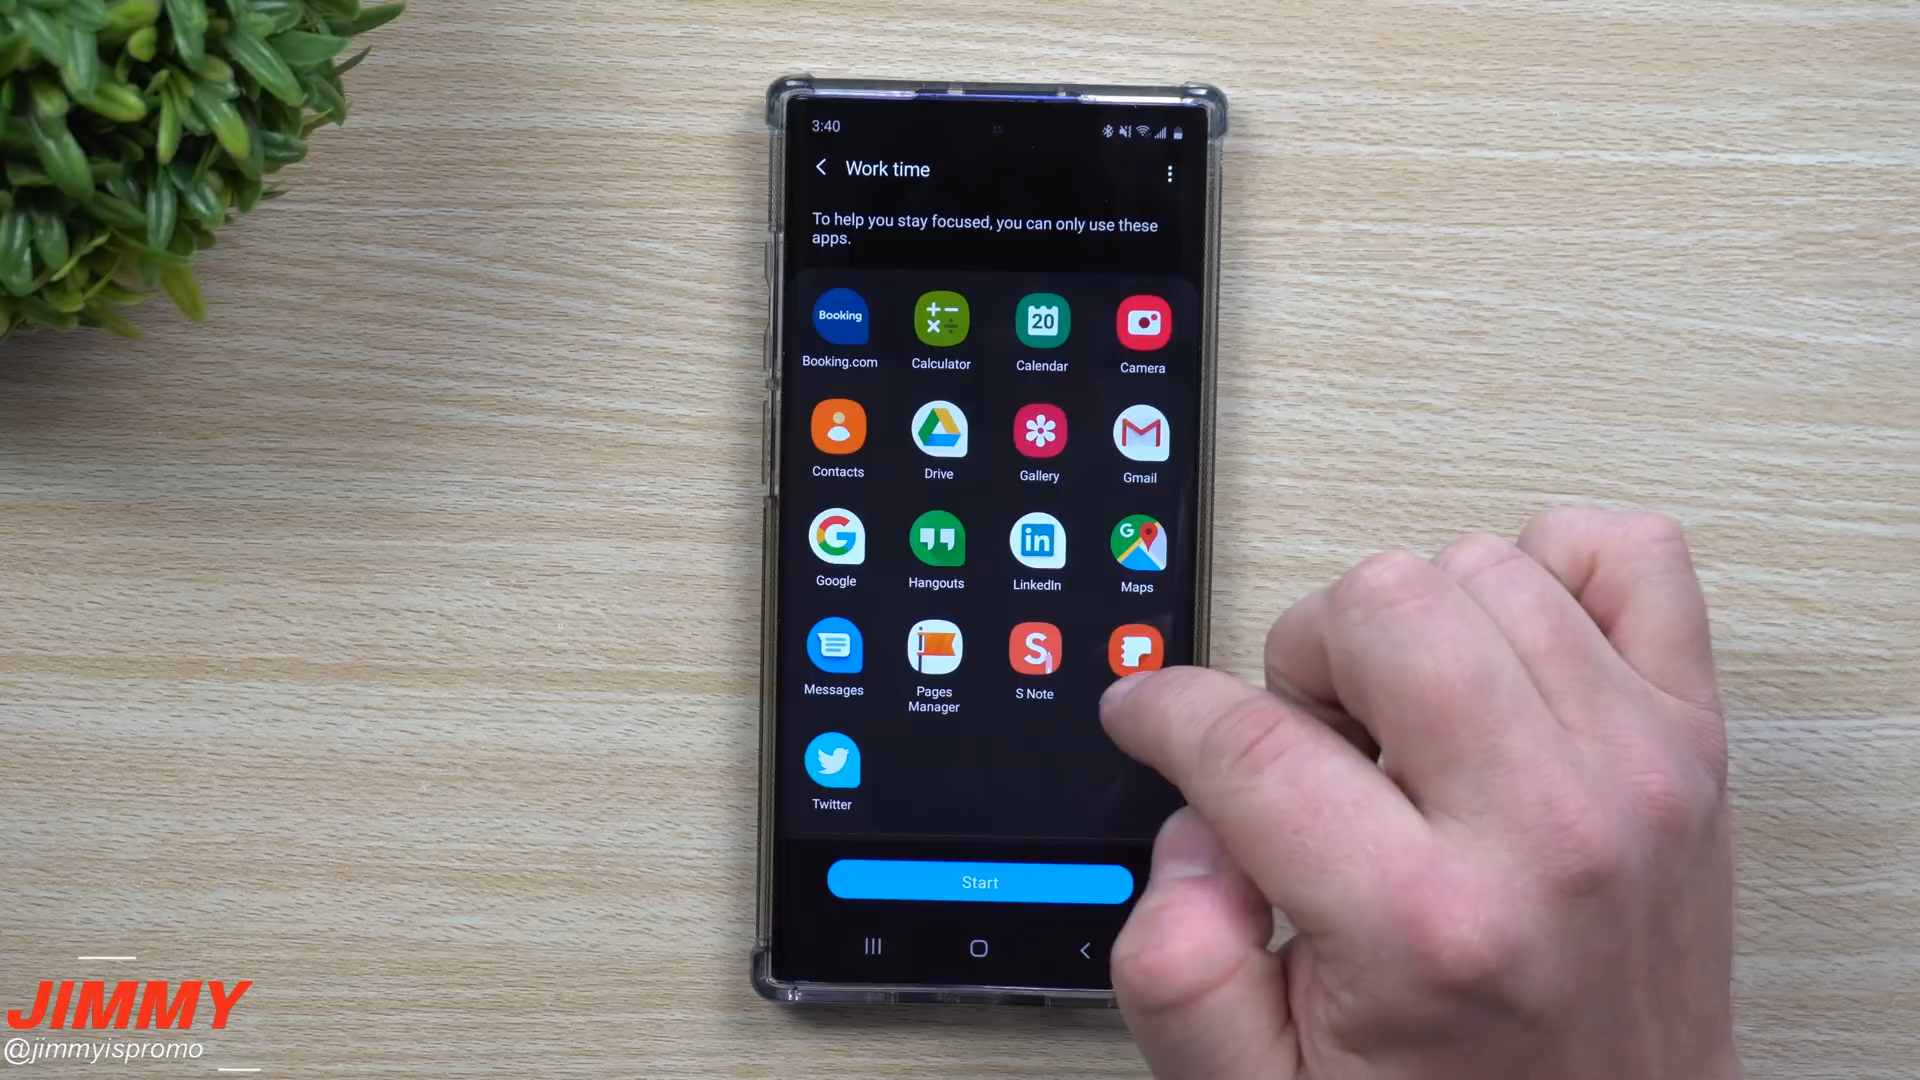 3:40
Work time
To help you stay focused, you can only use these
apps.
Booking
20
Booking.com
Calculator
Calendar
Camera
Contacts
Drive
Gallery
Gmail
G
in
G
Google
Hangouts
LinkedIn
Maps
S
Messages
Pages
Manager
S Note
Twitter
Start
JIMMY
@jimmyispromo